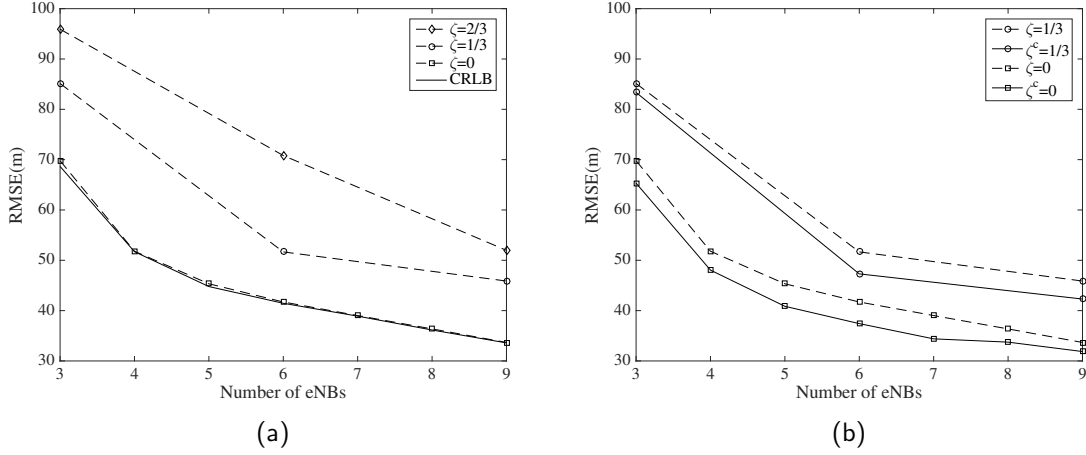 100
90
80
70
60
50
40
30
RMSE(m)
3 4 5 6 7 8 9
Number of eNBs
ζ=2/3
ζ=1/3
ζ=0
CRLB
(a)
100
90
80
70
60
50
40
30
RMSE(m)
3 4 5 6 7 8 9
Number of eNBs
ζ=1/3
ζᶜ=1/3
ζ=0
ζᶜ=0
(b)